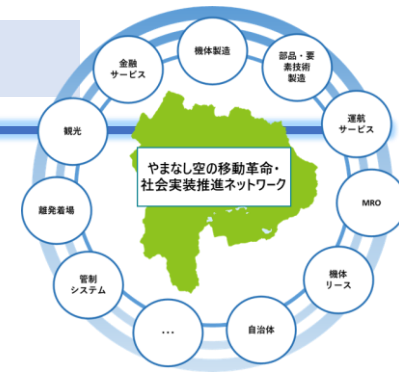 機体製造
部品・要
素技術
製造
運航
サービス
MRO
機体
リース
自治体
...
管制
システム
離発着場
観光
金融
サービス
やまなし空の移動革命・
社会実装推進ネットワーク